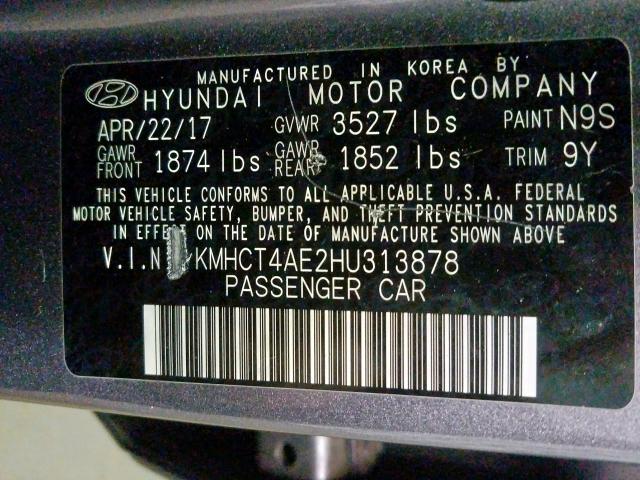 MANUFACTURED IN KOREA BY
HYUNDAI MOTOR COMPANY
APR/22/17 GVWR 3527 lbs PAINT N9S
GAWR FRONT 1874 lbs GAWR REAR 1852 lbs TRIM 9Y
THIS VEHICLE CONFORMS TO ALL APPLICABLE U.S.A. FEDERAL
MOTOR VEHICLE SAFETY, BUMPER, AND THEFT PREVENTION STANDARDS
IN EFFECT ON THE DATE OF MANUFACTURE SHOWN ABOVE
V.I.N KMHCT4AE2HU313878
PASSENGER CAR